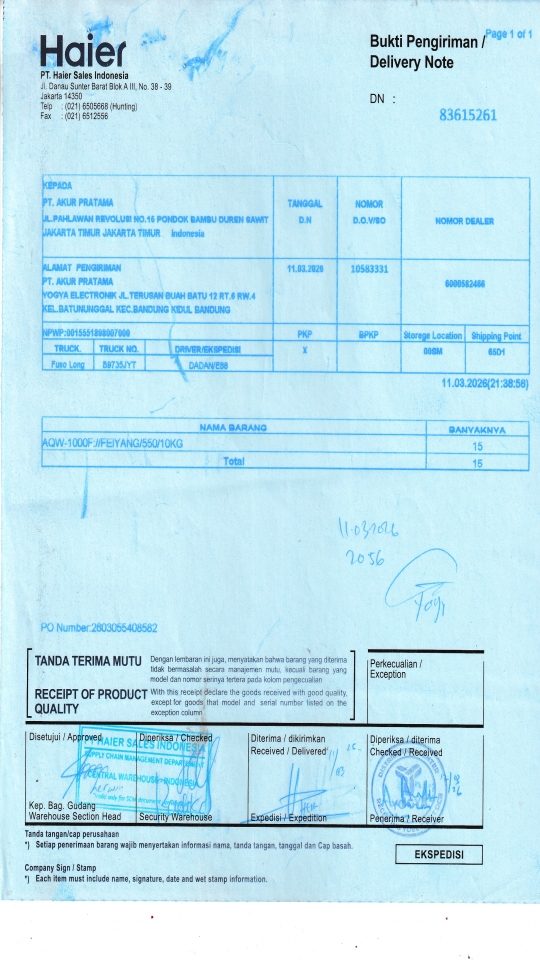 Haier
Page 1 of 1
Bukti Pengiriman /
Delivery Note
PT. Haier Sales Indonesia
Jl. Danau Sunter Barat Blok A III, No. 38 - 39
Jakarta 14350
Telp : (021) 6505668 (Hunting)
Fax : (021) 6512556
DN :
83615261
KEPADA
PT. AKUR PRATAMA
JL.PAHLAWAN REVOLUSI NO.16 PONDOK BAMBU DUREN SAWIT
JAKARTA TIMUR JAKARTA TIMUR Indonesia
TANGGAL
D.N
NOMOR
D.O.V/SO
NOMOR DEALER
ALAMAT PENGIRIMAN
PT. AKUR PRATAMA
YOGYA ELECTRONIK JL.TERUSAN BUAH BATU 12 RT.6 RW.4
KEL.BATUNUNGGAL KEC.BANDUNG KIDUL BANDUNG
11.03.2026
10583331
NPWP:
PKP
BPKP
Storege Location
Shipping Point
TRUCK.
TRUCK NO.
DRIVER/EKSPEDISI
X
00SM
65D1
Fuso Long
B9735JYT
11.03.2026(21:38:58)
NAMA BARANG
BANYAKNYA
AQW-1000F://FEIYANG/550/10KG
15
Total
15
11.03.2026
2056
Yogi
PO Number:2603055408582
TANDA TERIMA MUTU
Dengan lembaran ini juga, menyatakan bahwa barang yang diterima
tidak bermasalah secara manajemen mutu, kecuali barang yang
model dan nomor serinya tertera pada kolom pengecualian
RECEIPT OF PRODUCT
QUALITY
With this receipt declare the goods received with good quality,
except for goods that model and serial number listed on the
exception column
Perkecualian /
Exception
Disetujui / Approved
Diperiksa / Checked
Diterima / dikirimkan
Received / Delivered
Diperiksa / diterima
Checked / Received
HAIER SALES INDONESIA
SUPPLY CHAIN MANAGEMENT DEPARTMENT
CENTRAL WAREHOUSE-INDONESIA
Kep. Bag. Gudang
Warehouse Section Head
Security Warehouse
Expedisi / Expedition
Penerima / Receiver
Tanda tangan/cap perusahaan
*) Setiap penerimaan barang wajib menyertakan informasi nama, tanda tangan, tanggal dan Cap basah.
EKSPEDISI
Company Sign / Stamp
*) Each item must include name, signature, date and wet stamp information.